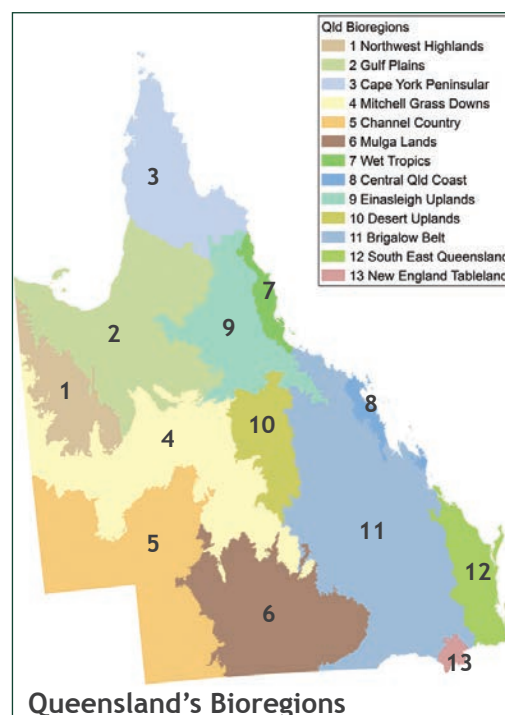 Qld Bioregions
1 Northwest Highlands
2 Gulf Plains
3 Cape York Peninsular
4 Mitchell Grass Downs
5 Channel Country
6 Mulga Lands
7 Wet Tropics
8 Central Qld Coast
9 Einasleigh Uplands
10 Desert Uplands
11 Brigalow Belt
12 South East Queensland
13 New England Tableland
3
7
2
9
1
8
10
4
11
5
12
6
13
Queensland's Bioregions